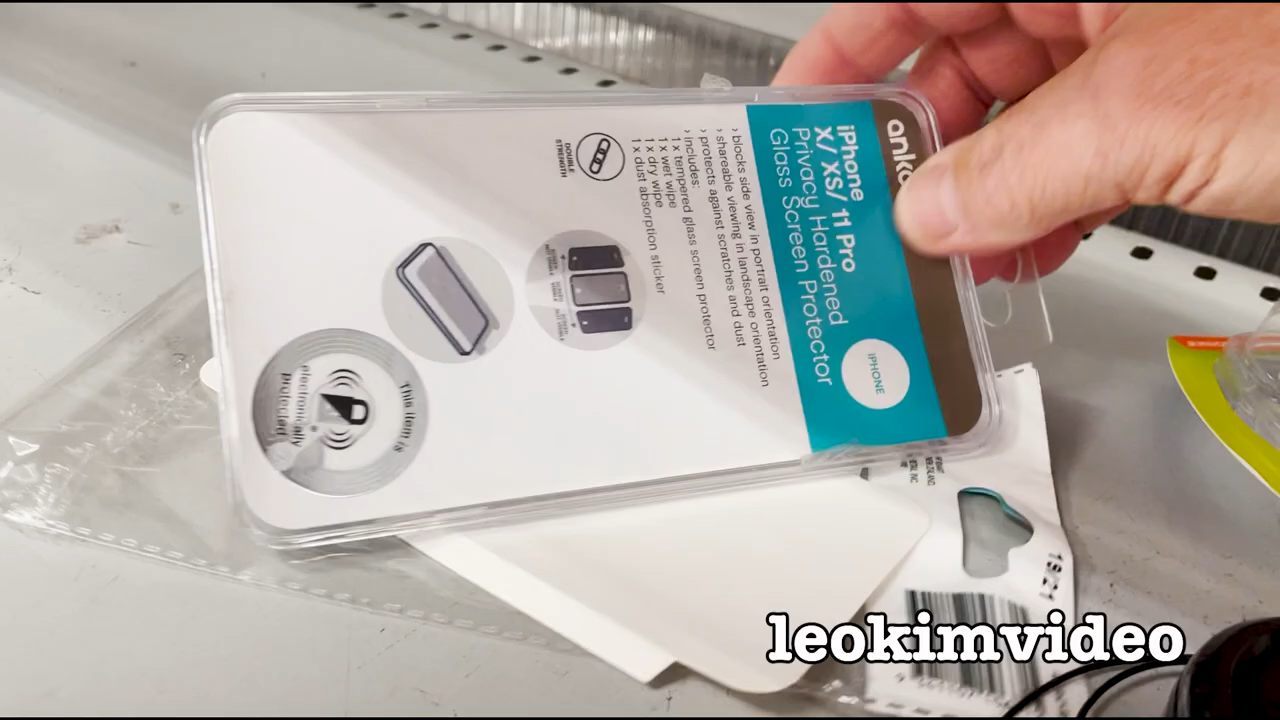 anko
iPhone
X/ XS/ 11 Pro
Privacy Hardened
Glass Screen Protector
IPHONE
› blocks side view in portrait orientation
› shareable viewing in landscape orientation
› protects against scratches and dust
› includes:
1 x tempered glass screen protector
1 x wet wipe
1 x dry wipe
1 x dust absorption sticker
DOUBLE
STRENGTH
This item is
electronically
protected
19/21
leokimvideo